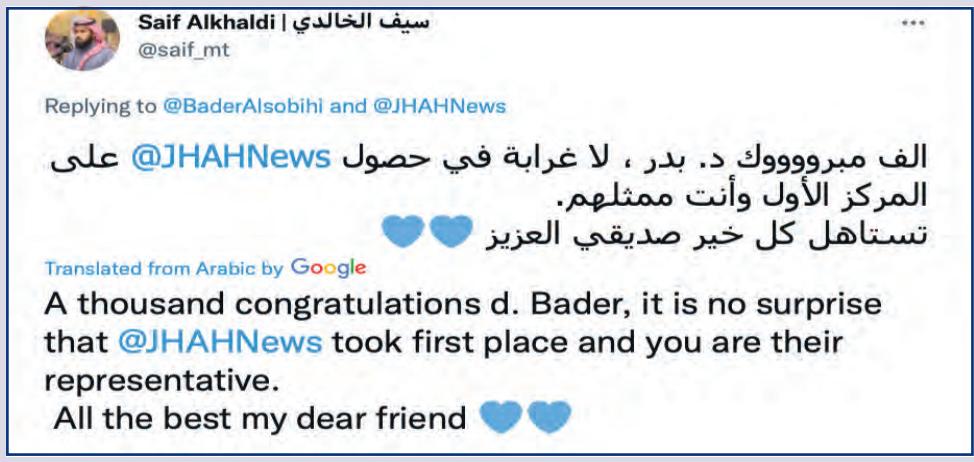 Saif Alkhaldi | سيف الخالدي
@saif_mt
Replying to @BaderAlsobihi and @JHAHNews
الف مبرووووك د. بدر ، لا غرابة في حصول @JHAHNews على
المركز الأول وأنت ممثلهم.
تستاهل كل خير صديقي العزيز 💙💙
Translated from Arabic by Google
A thousand congratulations d. Bader, it is no surprise
that @JHAHNews took first place and you are their
representative.
All the best my dear friend 💙💙